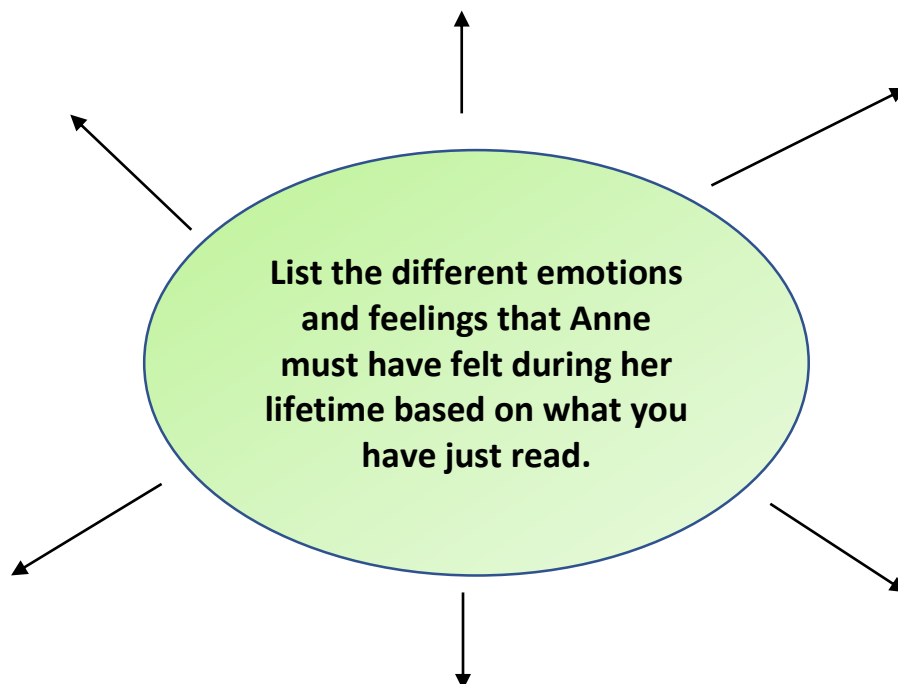 List the different emotions
and feelings that Anne
must have felt during her
lifetime based on what you
have just read.